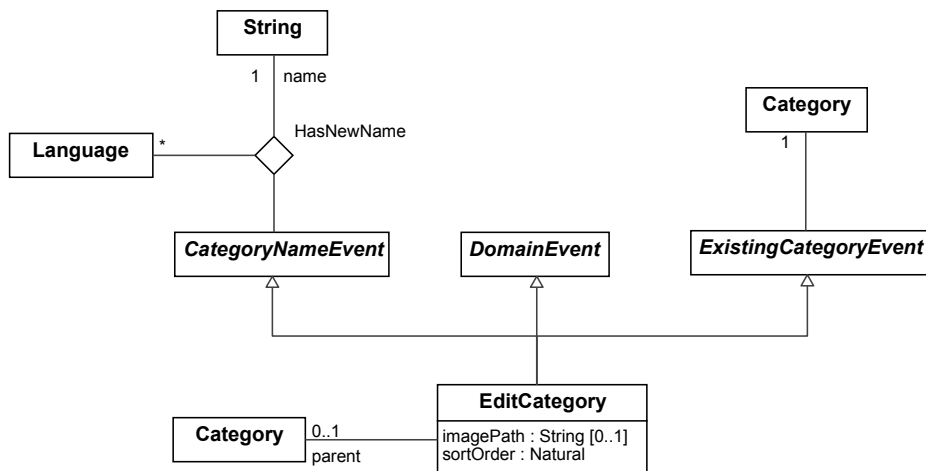 String
1 name
HasNewName
Language *
Category
1
CategoryNameEvent
DomainEvent
ExistingCategoryEvent
EditCategory
imagePath : String [0..1]
sortOrder : Natural
Category
0..1
parent